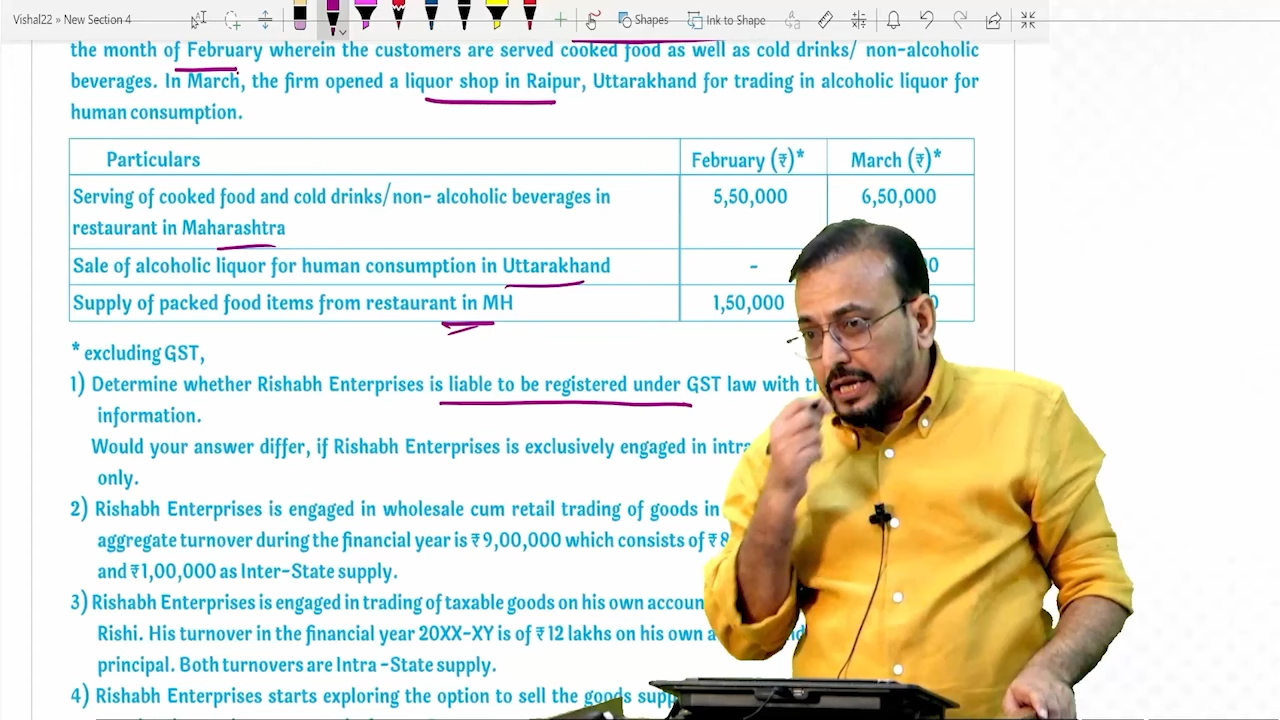 Vishal22 » New Section 4
Shapes
Ink to Shape
the month of February wherein the customers are served cooked food as well as cold drinks/ non-alcoholic
beverages. In March, the firm opened a liquor shop in Raipur, Uttarakhand for trading in alcoholic liquor for
human consumption.
Particulars February (₹)* March (₹)*
Serving of cooked food and cold drinks/non- alcoholic beverages in 5,50,000 6,50,000
restaurant in Maharashtra
Sale of alcoholic liquor for human consumption in Uttarakhand -
Supply of packed food items from restaurant in MH 1,50,000
* excluding GST,
1) Determine whether Rishabh Enterprises is liable to be registered under GST law with
information.
Would your answer differ, if Rishabh Enterprises is exclusively engaged in
only.
2) Rishabh Enterprises is engaged in wholesale cum retail trading of goods in
aggregate turnover during the financial year is ₹9,00,000 which consists of
and ₹1,00,000 as Inter-State supply.
3) Rishabh Enterprises is engaged in trading of taxable goods on his own
Rishi. His turnover in the financial year 20XX-XY is of ₹12 lakhs on his own
principal. Both turnovers are Intra -State supply.
4) Rishabh Enterprises starts exploring the option to sell the goods